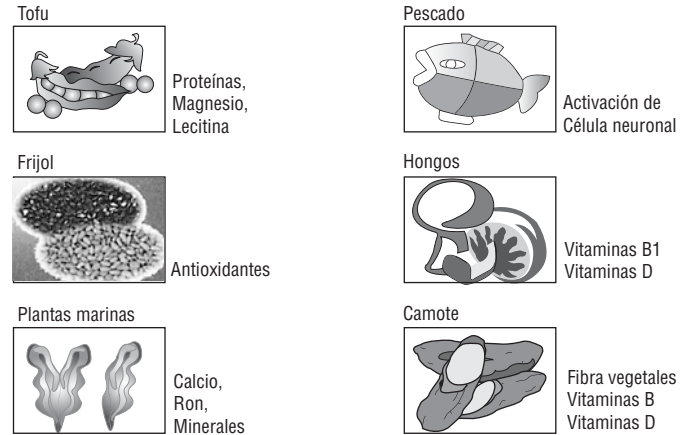 Tofu
Proteínas,
Magnesio,
Lecitina
Pescado
Activación de
Célula neuronal
Frijol
Antioxidantes
Hongos
Vitaminas B1
Vitaminas D
Plantas marinas
Calcio,
Ron,
Minerales
Camote
Fibra vegetales
Vitaminas B
Vitaminas D